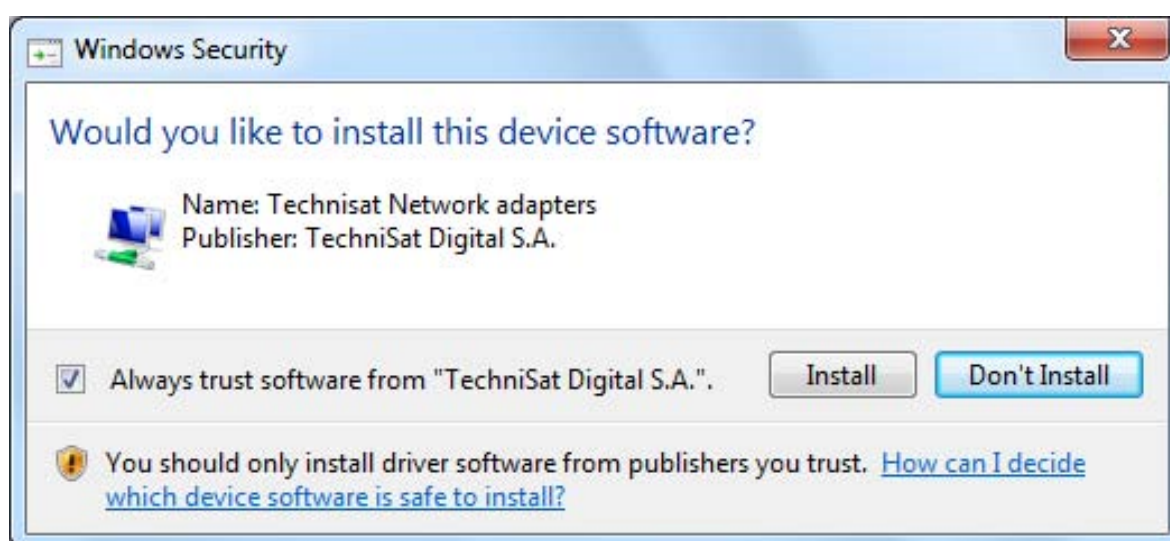 Windows Security
Would you like to install this device software?
Name: Technisat Network adapters
Publisher: TechniSat Digital S.A.
Always trust software from "TechniSat Digital S.A.".
Install
Don't Install
You should only install driver software from publishers you trust. How can I decide
which device software is safe to install?